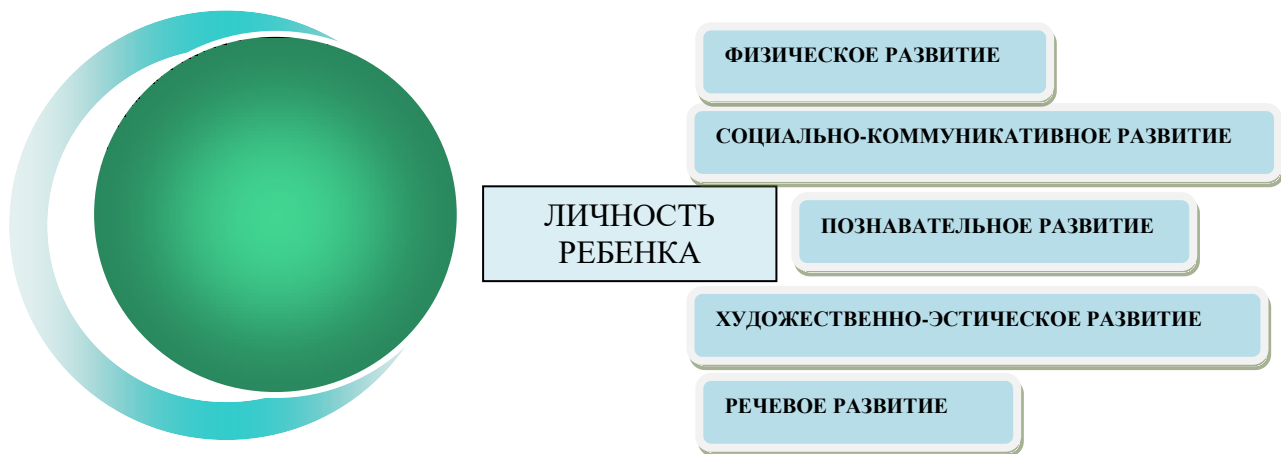 ФИЗИЧЕСКОЕ РАЗВИТИЕ
СОЦИАЛЬНО-КОММУНИКАТИВНОЕ РАЗВИТИЕ
ЛИЧНОСТЬ
РЕБЕНКА
ПОЗНАВАТЕЛЬНОЕ РАЗВИТИЕ
ХУДОЖЕСТВЕННО-ЭСТИЧЕСКОЕ РАЗВИТИЕ
РЕЧЕВОЕ РАЗВИТИЕ